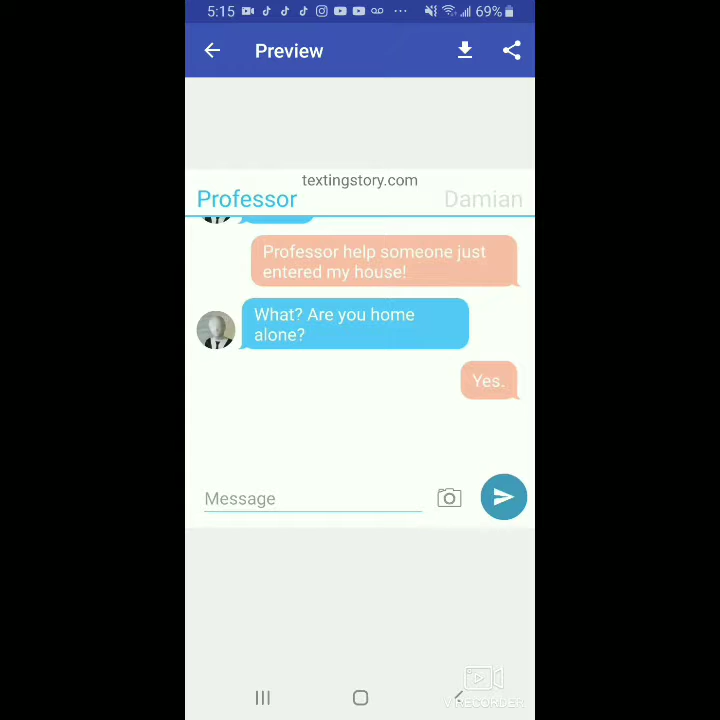 5:15 69%
Preview
textingstory.com
Professor Damian
Professor help someone just
entered my house!
What? Are you home
alone?
Yes.
Message
V RECORDER